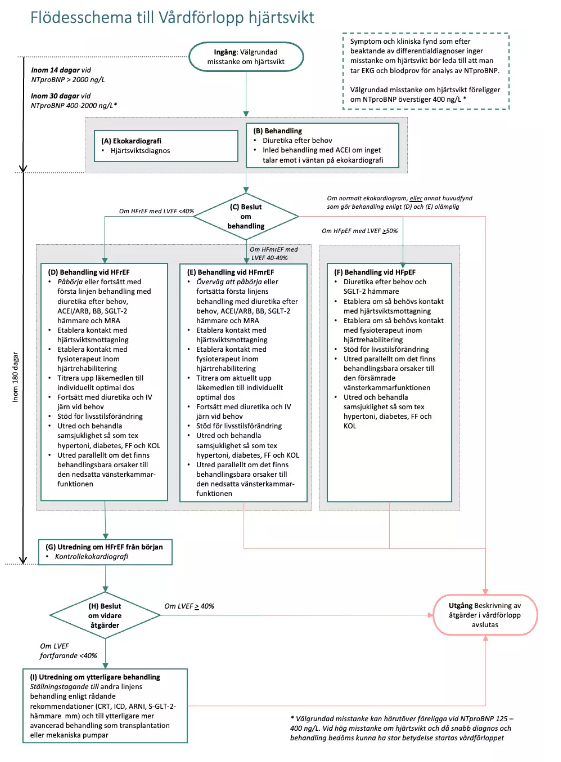 Flödesschema till Vårdförlopp hjärtsvikt
Ingång: Välgrundad
misstanke om hjärtsvikt
Symptom och kliniska fynd som efter
beaktande av differentialdiagnoser inger
misstanke om hjärtsvikt bör leda till att man
tar EKG och blodprov för analys av NTproBNP.
Välgrundad misstanke om hjärtsvikt föreligger
om NTproBNP överstiger 400 ng/L *
Inom 14 dagar vid
NTproBNP > 2000 ng/L
Inom 30 dagar vid
NTproBNP 400-2000 ng/L*
(A) Ekokardiografi
• Hjärtsviktsdiagnos
(B) Behandling
• Diuretika efter behov
• Inled behandling med ACEI om inget
talar emot i väntan på ekokardiografi
(C) Beslut
om
behandling
Om HFrEF med LVEF <40%
Om normalt ekokardiogram, eller annat huvudfynd
som gör behandling enligt (D) och (E) olämplig
Om HFpEF med LVEF ≥50%
Om HFmrEF med
LVEF 40-49%
Inom 180 dagar
(D) Behandling vid HFrEF
• Påbörja eller fortsätt med
första linjen behandling med
diuretika efter behov,
ACEI/ARB, BB, SGLT-2
hämmare och MRA
• Etablera kontakt med
hjärtsviktsmottagning
• Etablera kontakt med
fysioterapeut inom
hjärtrehabilitering
• Titrera upp läkemedlen till
individuellt optimal dos
• Fortsätt med diuretika och IV
järn vid behov
• Stöd för livsstilsförändring
• Utred och behandla
samsjuklighet så som tex
hypertoni, diabetes, FF och KOL
• Utred parallellt om det finns
behandlingsbara orsaker till
den nedsatta vänsterkammar-
funktionen
(E) Behandling vid HFmrEF
• Överväg att påbörja eller
fortsätta första linjens
behandling med diuretika efter
behov, ACEI/ARB, BB, SGLT-2
hämmare och MRA
• Etablera kontakt med
hjärtsviktsmottagning
• Etablera kontakt med
fysioterapeut inom
hjärtrehabilitering
• Titrera om aktuellt upp
läkemedlen till individuellt
optimal dos
• Fortsätt med diuretika och IV
järn vid behov
• Stöd för livsstilsförändring
• Utred och behandla
samsjuklighet så som tex
hypertoni, diabetes, FF och KOL
• Utred parallellt om det finns
behandlingsbara orsaker till
den nedsatta vänsterkammar-
funktionen
(F) Behandling vid HFpEF
• Diuretika efter behov och
SGLT-2 hämmare
• Etablera om så behövs kontakt
med hjärtsviktsmottagning
• Etablera om så behövs kontakt
med fysioterapeut inom
hjärtrehabilitering
• Stöd för livsstilsförändring
• Utred parallellt om det finns
behandlingsbara orsaker till
den försämrade
vänsterkammarfunktionen
• Utred och behandla
samsjuklighet så som tex
hypertoni, diabetes, FF och
KOL
(G) Utredning om HFrEF från början
• Kontrollekokardiografi
(H) Beslut
om vidare
åtgärder
Om LVEF ≥ 40%
Utgång Beskrivning av
åtgärder i vårdförlopp
avslutas
Om LVEF
fortfarande <40%
(I) Utredning om ytterligare behandling
Ställningstagande till andra linjens
behandling enligt rådande
rekommendationer (CRT, ICD, ARNI, S-GLT-2-
hämmare mm) och till ytterligare mer
avancerad behandling som transplantation
eller mekaniska pumpar
* Välgrundad misstanke kan härutöver föreligga vid NTproBNP 125 –
400 ng/L. Vid hög misstanke om hjärtsvikt och då snabb diagnos och
behandling bedöms kunna ha stor betydelse startas vårdförloppet